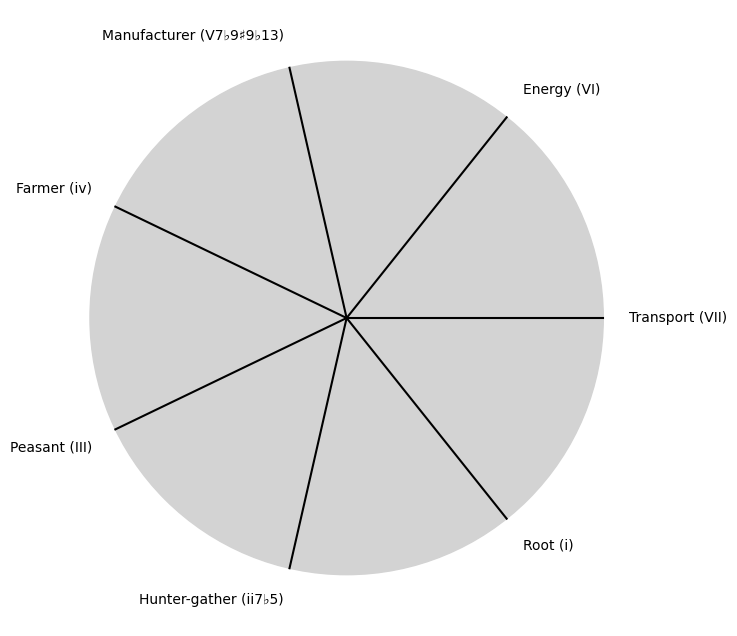 Manufacturer (V7♭9♯9♭13)
Energy (VI)
Farmer (iv)
Transport (VII)
Peasant (III)
Root (i)
Hunter-gather (ii7♭5)